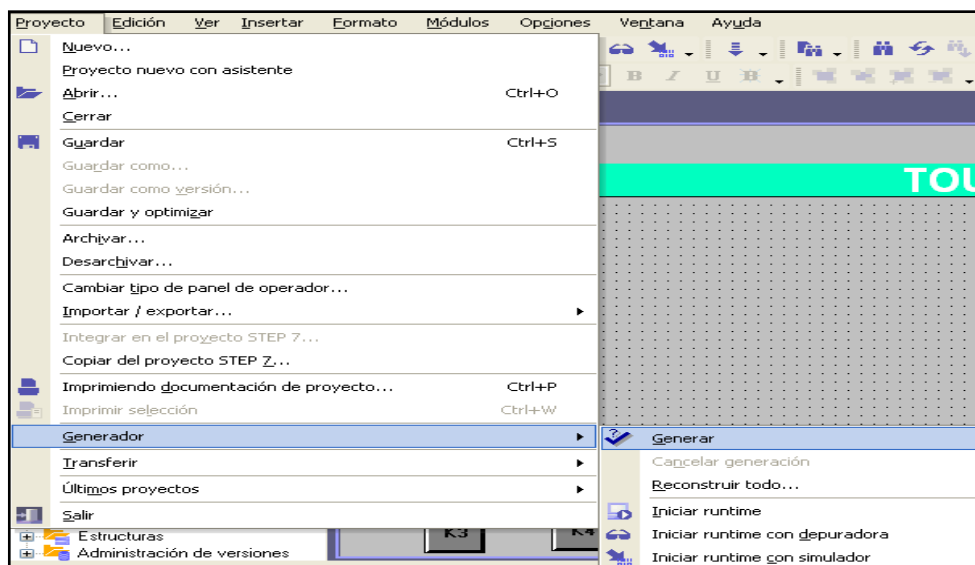 Proyecto Edición Ver Insertar Formato Módulos Opciones Ventana Ayuda
Nuevo...
Proyecto nuevo con asistente
Abrir... Ctrl+O
Cerrar
Guardar Ctrl+S
Guardar como...
Guardar como versión...
Guardar y optimizar
Archivar...
Desarchivar...
Cambiar tipo de panel de operador...
Importar / exportar...
Integrar en el proyecto STEP 7...
Copiar del proyecto STEP 7...
Imprimiendo documentación de proyecto... Ctrl+P
Imprimir selección Ctrl+W
Generador
Transferir
Últimos proyectos
Salir
Generar
Cancelar generación
Reconstruir todo...
Iniciar runtime
Iniciar runtime con depuradora
Iniciar runtime con simulador
B I U
TOU
Estructuras
Administración de versiones
K3 K4